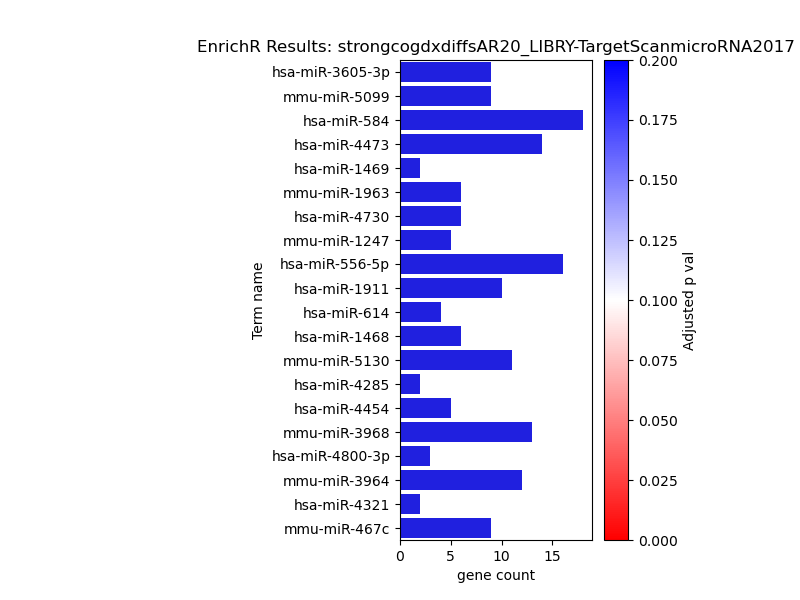 EnrichR Results: strongcogdxdiffsAR20_LIBRY-TargetScanmicroRNA2017
hsa-miR-3605-3p
mmu-miR-5099
hsa-miR-584
hsa-miR-4473
hsa-miR-1469
mmu-miR-1963
hsa-miR-4730
mmu-miR-1247
hsa-miR-556-5p
hsa-miR-1911
hsa-miR-614
hsa-miR-1468
mmu-miR-5130
hsa-miR-4285
hsa-miR-4454
mmu-miR-3968
hsa-miR-4800-3p
mmu-miR-3964
hsa-miR-4321
mmu-miR-467c
Term name
0 5 10 15
gene count
0.200
0.175
0.150
0.125
0.100
0.075
0.050
0.025
0.000
Adjusted p val